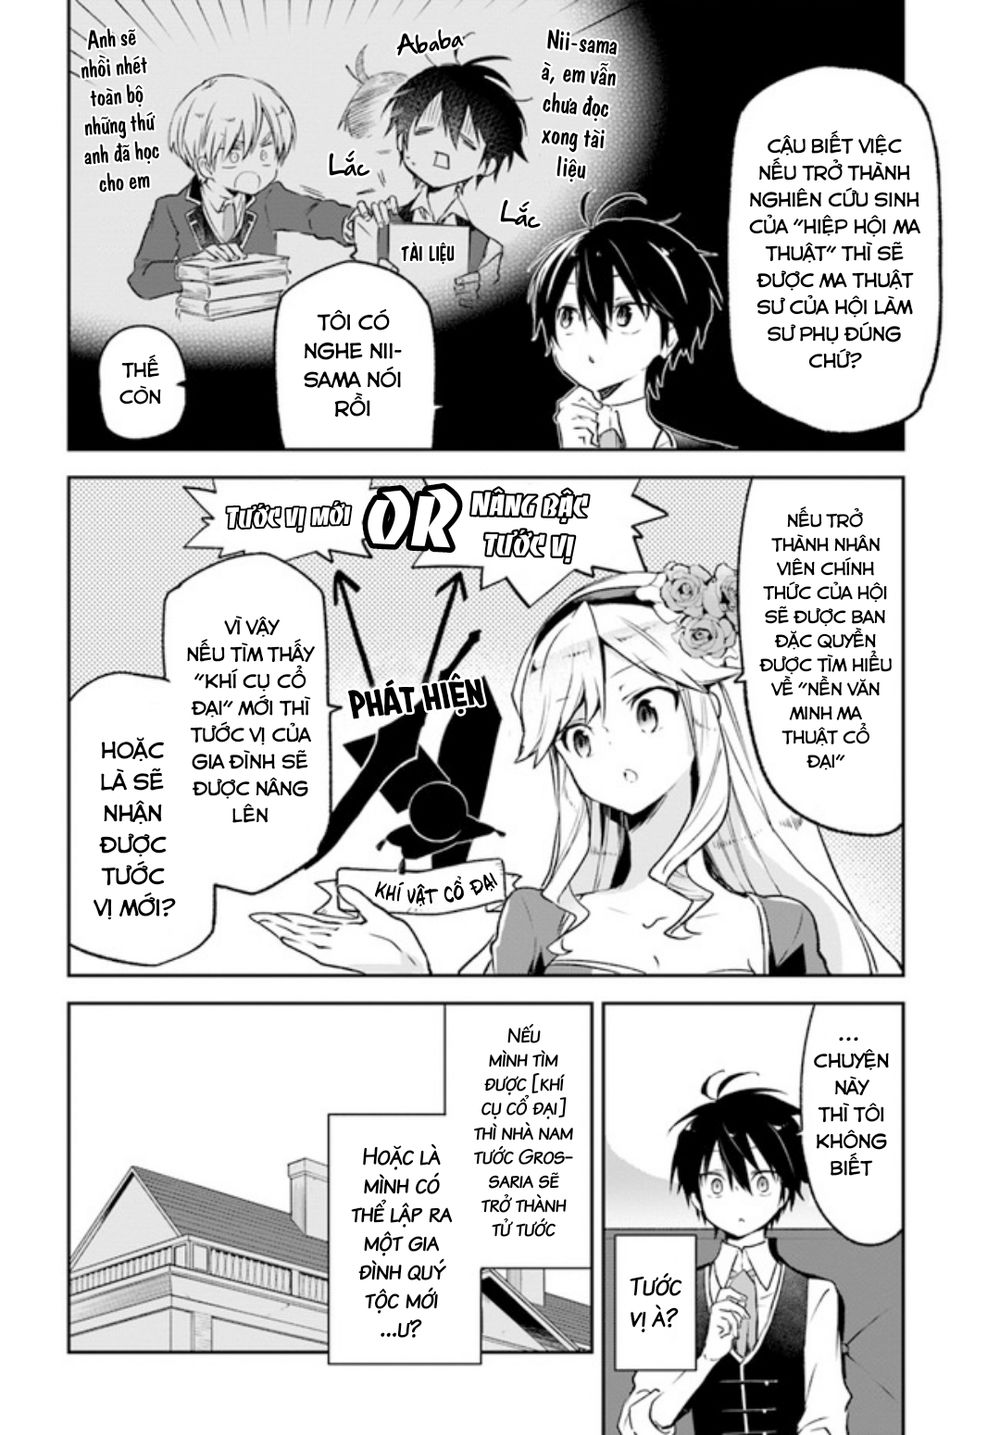 CẬU BIẾT VIỆC
NẾU TRỞ THÀNH
NGHIÊN CỨU SINH
CỦA "HIỆP HỘI MA
THUẬT" THÌ SẼ
ĐƯỢC MA THUẬT
SƯ CỦA HỘI LÀM
SƯ PHỤ ĐÚNG
CHỨ?
Nii-sama
à, em vẫn
chưa đọc
xong tài
liệu
Ababa
Anh sẽ
nhồi nhét
toàn bộ
những thứ
anh đã học
cho em
Lắc
Lắc
TÀI LIỆU
TÔI CÓ
NGHE NII-
SAMA NÓI
RỒI
THẾ
CÒN
NẾU TRỞ
THÀNH NHÂN
VIÊN CHÍNH
THỨC CỦA HỘI
SẼ ĐƯỢC BAN
ĐẶC QUYỀN
ĐƯỢC TÌM HIỂU
VỀ "NỀN VĂN
MINH MA
THUẬT CỔ
ĐẠI"
TƯỚC VỊ MỚI
OR
NÂNG BẬC
TƯỚC VỊ
PHÁT HIỆN
KHÍ VẬT CỔ ĐẠI
VÌ VẬY
NẾU TÌM THẤY
"KHÍ CỤ CỔ
ĐẠI" MỚI THÌ
TƯỚC VỊ CỦA
GIA ĐÌNH SẼ
ĐƯỢC NÂNG
LÊN
HOẶC
LÀ SẼ
NHẬN
ĐƯỢC
TƯỚC
VỊ MỚI?
...
CHUYỆN
NÀY
THÌ TÔI
KHÔNG
BIẾT
TƯỚC
VỊ À?
NẾU
MÌNH TÌM
ĐƯỢC [KHÍ
CỤ CỔ ĐẠI]
THÌ NHÀ NAM
TƯỚC GROS-
SARIA SẼ
TRỞ THÀNH
TỬ TƯỚC
HOẶC LÀ
MÌNH CÓ
THỂ LẬP RA
MỘT GIA
ĐÌNH QUÝ
TỘC MỚI
...Ư?